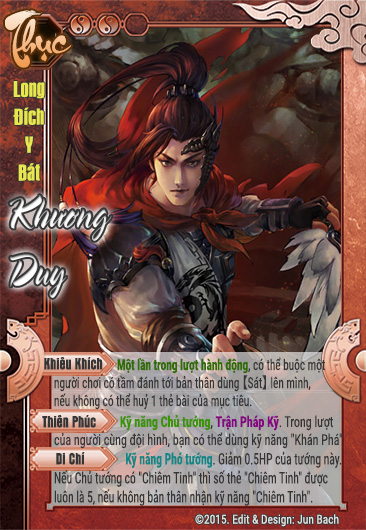 Thục
Long
Đích
Y
Bát
Khương
Duy
Khiêu Khích Một lần trong lượt hành động, có thể buộc một
người chơi có tầm đánh tới bản thân dùng【Sát】lên mình,
nếu không có thể huỷ 1 thẻ bài của mục tiêu.
Thiên Phúc Kỹ năng Chủ tướng, Trận Pháp Kỹ. Trong lượt
của người cùng đội hình, bạn có thể dùng kỹ năng "Khán Phá"
Di Chí Kỹ năng Phó tướng. Giảm 0.5HP của tướng này.
Nếu Chủ tướng có "Chiêm Tinh" thì số thẻ "Chiêm Tinh" được
luôn là 5, nếu không bản thân nhận kỹ năng "Chiêm Tinh".
©2015. Edit & Design: Jun Bach